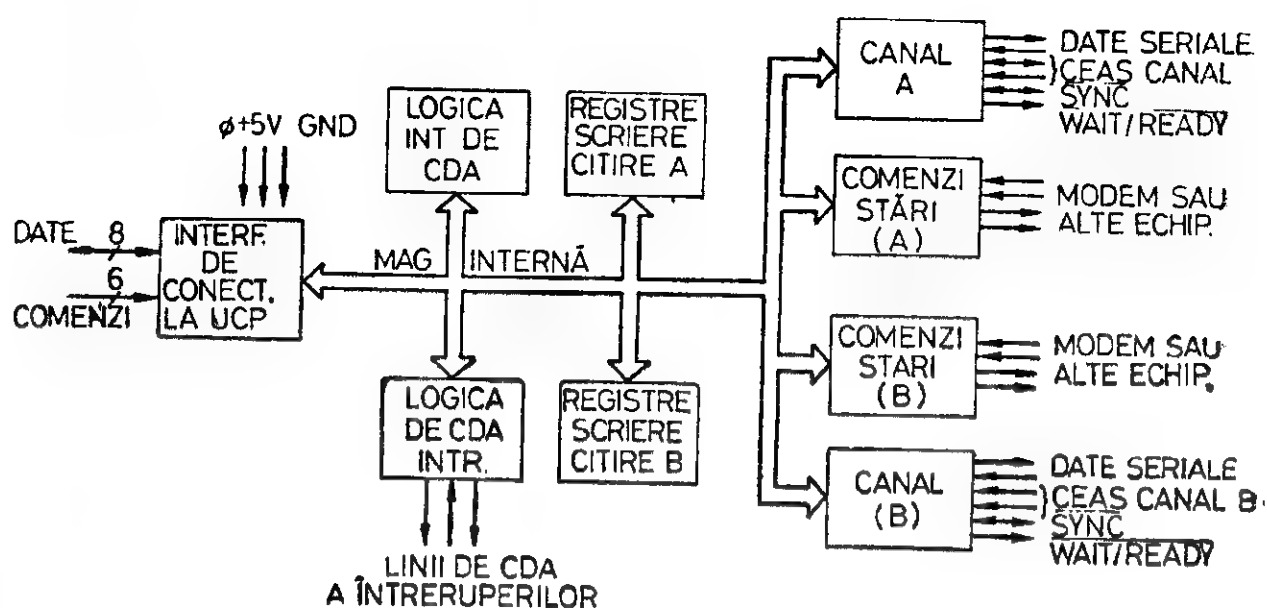 φ +5V GND
DATE 8
6
COMENZI
INTERF.
DE
CONECT.
LA UCP
LOGICA
INT DE
CDA
REGISTRE
SCRIERE
CITIRE A
MAG INTERNĂ
LOGICA
DE CDA
INTR.
REGISTRE
SCRIERE
CITIRE B
LINII DE CDA
A ÎNTRERUPERILOR
CANAL
A
DATE SERIALE
}CEAS CANAL
SYNC
WAIT/READY
COMENZI
STĂRI
(A)
MODEM SAU
ALTE ECHIP.
COMENZI
STARI
(B)
MODEM SAU
ALTE ECHIP.
CANAL
(B)
DATE SERIALE
}CEAS CANAL B.
SYNC
WAIT/READY